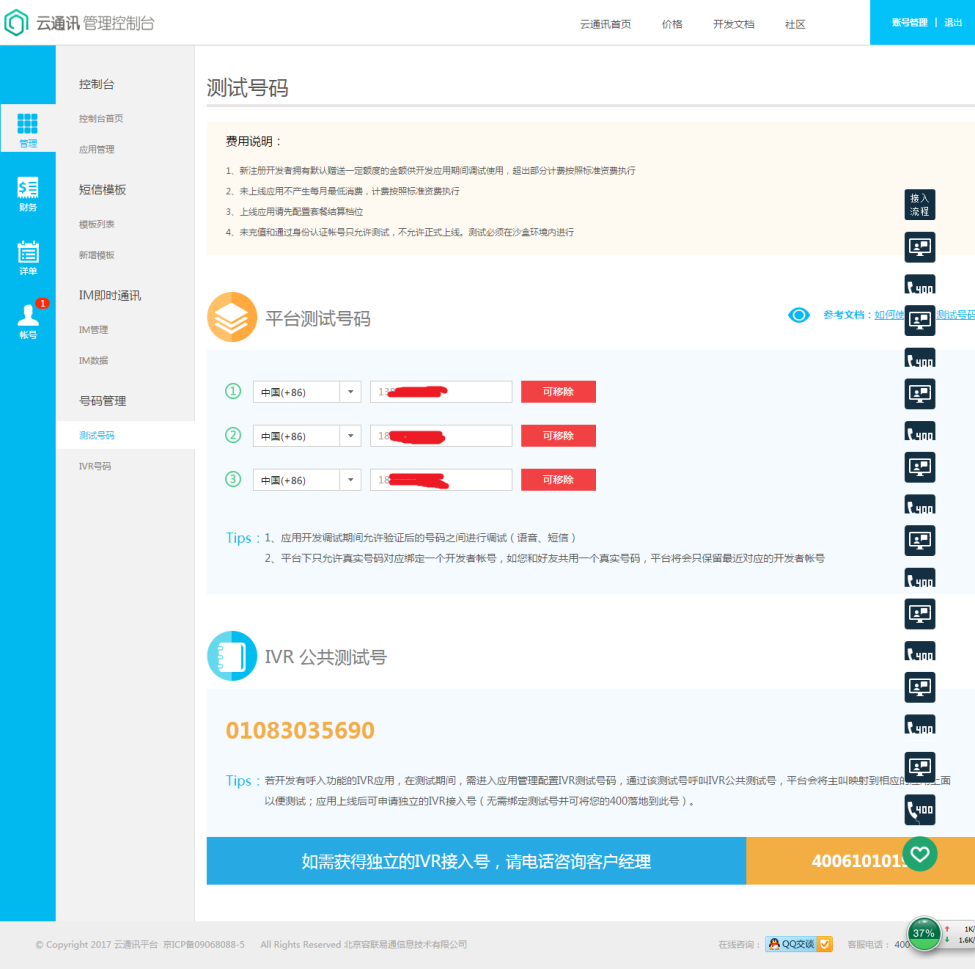 云通讯 管理控制台
云通讯首页 价格 开发文档 社区
账号管理 | 退出
管理
财务
详单
1
帐号
控制台
控制台首页
应用管理
短信模板
模板列表
新增模板
IM即时通讯
IM管理
IM数据
号码管理
测试号码
IVR号码
测试号码
费用说明：
1、新注册开发者拥有默认赠送一定额度的金额供开发应用期间调试使用，超出部分计费按照标准资费执行
2、未上线应用不产生每月最低消费，计费按照标准资费执行
3、上线应用请先配置套餐结算档位
4、未充值和通过身份认证帐号只允许测试，不允许正式上线。测试必须在沙盒环境内进行
平台测试号码
参考文档：如何使 测试号码
① 中国(+86) 可移除
② 中国(+86) 18 可移除
③ 中国(+86) 18 可移除
Tips：1、应用开发调试期间允许验证后的号码之间进行调试（语音、短信）
2、平台下只允许真实号码对应绑定一个开发者帐号，如您和好友共用一个真实号码，平台将会只保留最近对应的开发者帐号
IVR 公共测试号
01083035690
Tips：若开发有呼入功能的IVR应用，在测试期间，需进入应用管理配置IVR测试号码，通过该测试号呼叫IVR公共测试号，平台会将主叫映射到相应的应用上面
以便测试；应用上线后可申请独立的IVR接入号（无需绑定测试号并可将您的400落地到此号）。
如需获得独立的IVR接入号，请电话咨询客户经理
400610101
接入
流程
400
400
400
400
400
400
400
400
© Copyright 2017 云通讯平台 京ICP备09068088-5 All Rights Reserved 北京容联易通信息技术有限公司
在线咨询： QQ交谈 客服电话： 400
37%
1K/
1.6K/